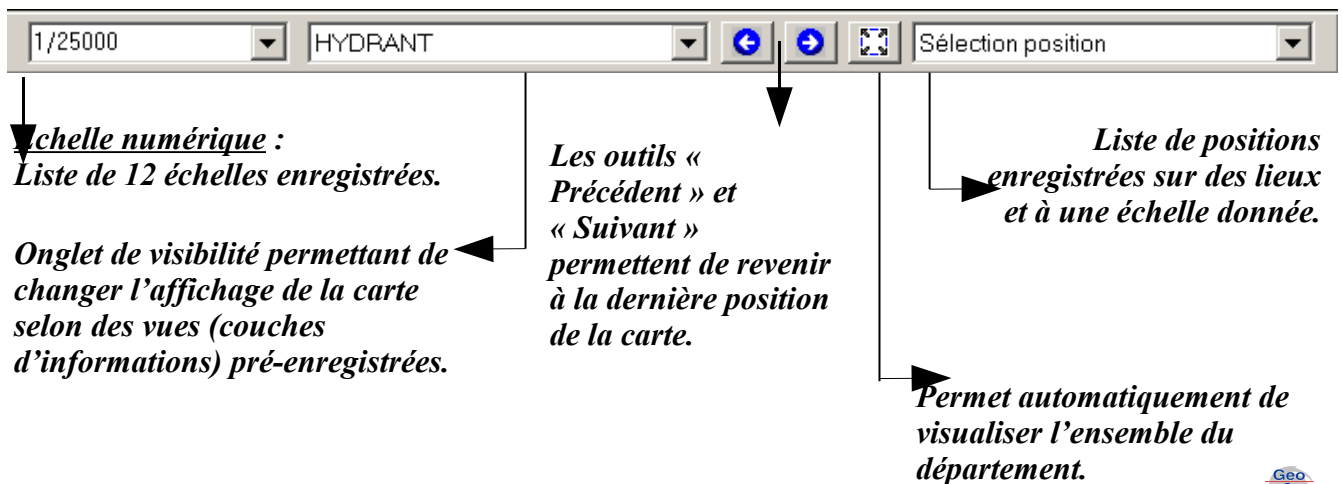 1/25000
HYDRANT
Sélection position
Echelle numérique :
Liste de 12 échelles enregistrées.
Onglet de visibilité permettant de
changer l’affichage de la carte
selon des vues (couches
d’informations) pré-enregistrées.
Les outils «
Précédent » et
« Suivant »
permettent de revenir
à la dernière position
de la carte.
Liste de positions
enregistrées sur des lieux
et à une échelle donnée.
Permet automatiquement de
visualiser l’ensemble du
département.
Geo